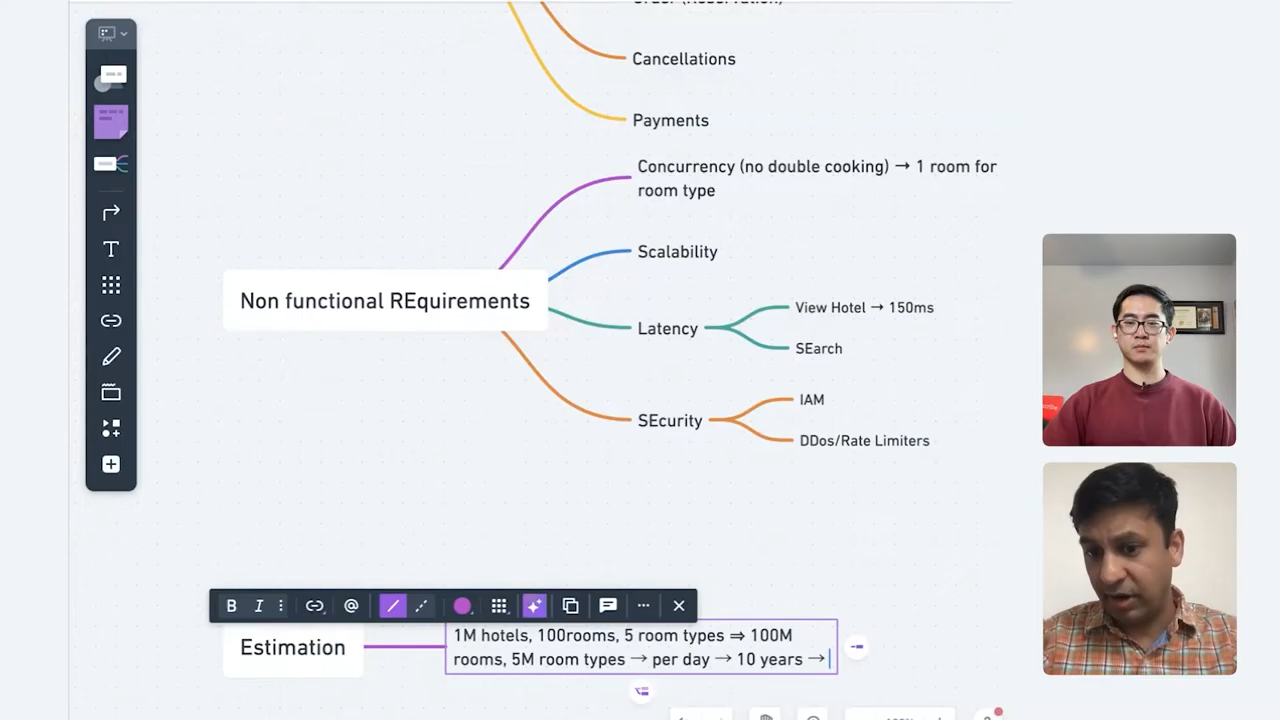 Cancellations
Payments
Concurrency (no double cooking) → 1 room for
room type
Scalability
Non functional REquirements
View Hotel → 150ms
Latency
SEarch
IAM
SEcurity
DDos/Rate Limiters
B I @
Estimation
1M hotels, 100rooms, 5 room types ⇒ 100M
rooms, 5M room types → per day → 10 years →
T